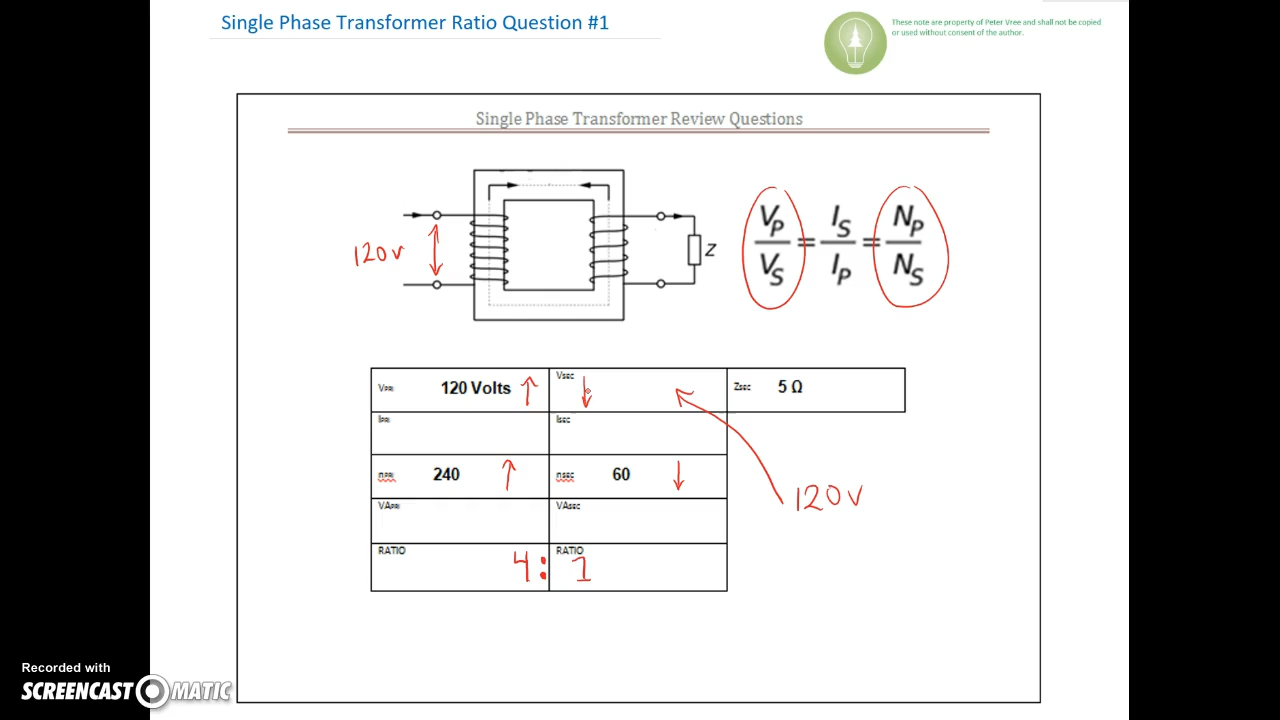 Single Phase Transformer Ratio Question #1
These note are property of Peter Vree and shall not be copied
or used without consent of the author.
Single Phase Transformer Review Questions
120v
Z
VP/VS = IS/IP = NP/NS
VPRI 120 Volts ↑ VSEC ↓ ZSEC 5 Ω
IPRI ISEC
nPRI 240 ↑ nSEC 60 ↓
120v
VAPRI VASEC
RATIO 4: RATIO 1
Recorded with
SCREENCAST O MATIC